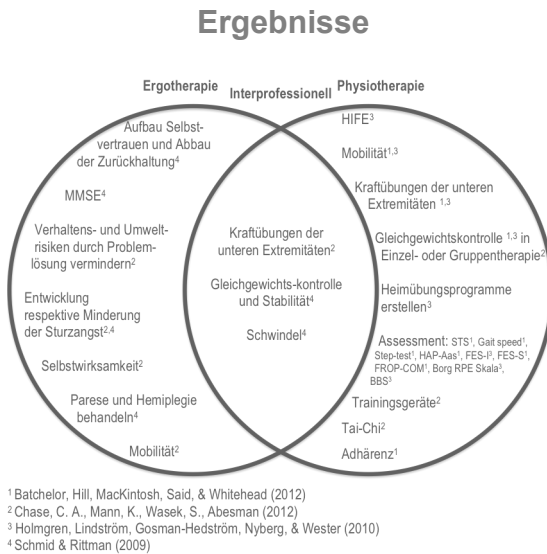 Ergebnisse
Ergotherapie
Interprofessionell
Physiotherapie
Aufbau Selbst-
vertrauen und Abbau
der Zurückhaltung⁴
MMSE⁴
Verhaltens- und Umwelt-
risiken durch Problem-
lösung vermindern²
Entwicklung
respektive Minderung
der Sturzangst²,⁴
Selbstwirksamkeit²
Parese und Hemiplegie
behandeln⁴
Mobilität²
Kraftübungen der
unteren Extremitäten²
Gleichgewichts-kontrolle
und Stabilität⁴
Schwindel⁴
HIFE³
Mobilität¹,³
Kraftübungen der unteren
Extremitäten ¹,³
Gleichgewichtskontrolle ¹,³ in
Einzel- oder Gruppentherapie²
Heimübungsprogramme
erstellen³
Assessment: STS¹, Gait speed¹,
Step-test¹, HAP-Aas¹, FES-I³, FES-S¹,
FROP-COM¹, Borg RPE Skala³,
BBS³
Trainingsgeräte²
Tai-Chi²
Adhärenz¹
¹ Batchelor, Hill, MacKintosh, Said, & Whitehead (2012)
² Chase, C. A., Mann, K., Wasek, S., Abesman (2012)
³ Holmgren, Lindström, Gosman-Hedström, Nyberg, & Wester (2010)
⁴ Schmid & Rittman (2009)